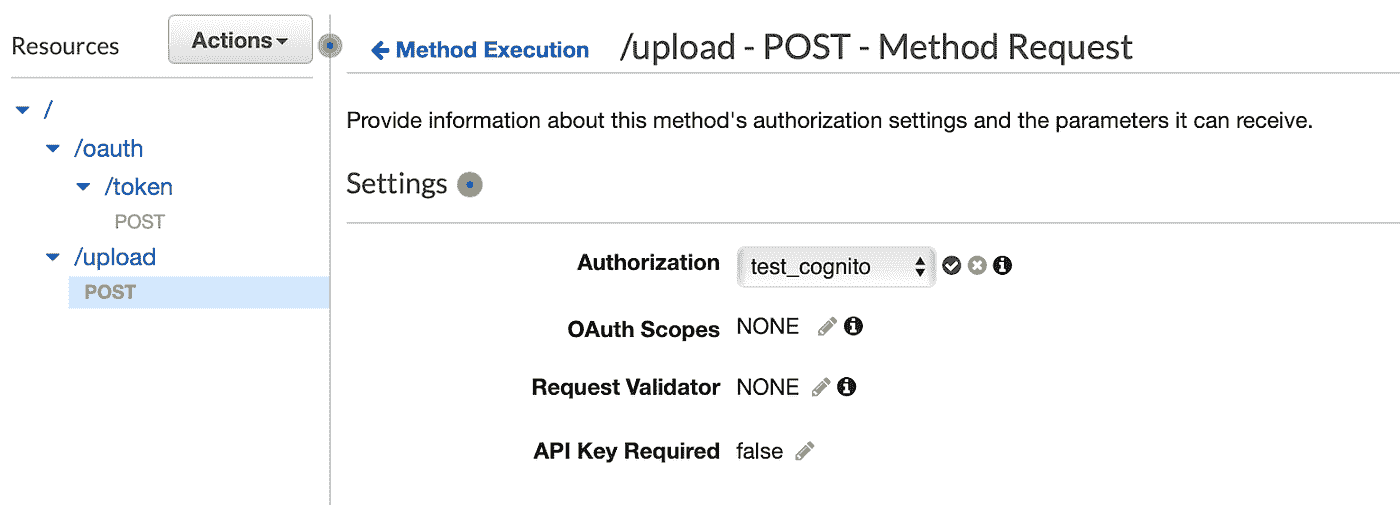 Resources
Actions
/
/oauth
/token
POST
/upload
POST
Method Execution
/upload - POST - Method Request
Provide information about this method's authorization settings and the parameters it can receive.
Settings
Authorization test_cognito
OAuth Scopes NONE
Request Validator NONE
API Key Required false